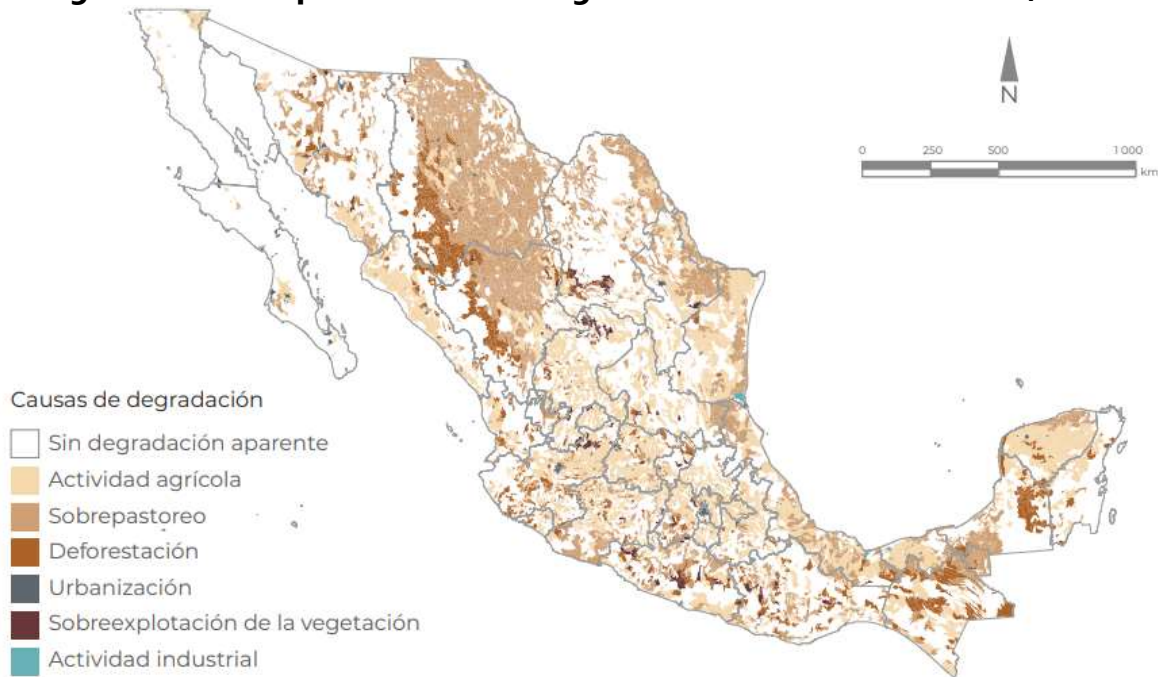 N
0 250 500 1 000
km
Causas de degradación
Sin degradación aparente
Actividad agrícola
Sobrepastoreo
Deforestación
Urbanización
Sobreexplotación de la vegetación
Actividad industrial